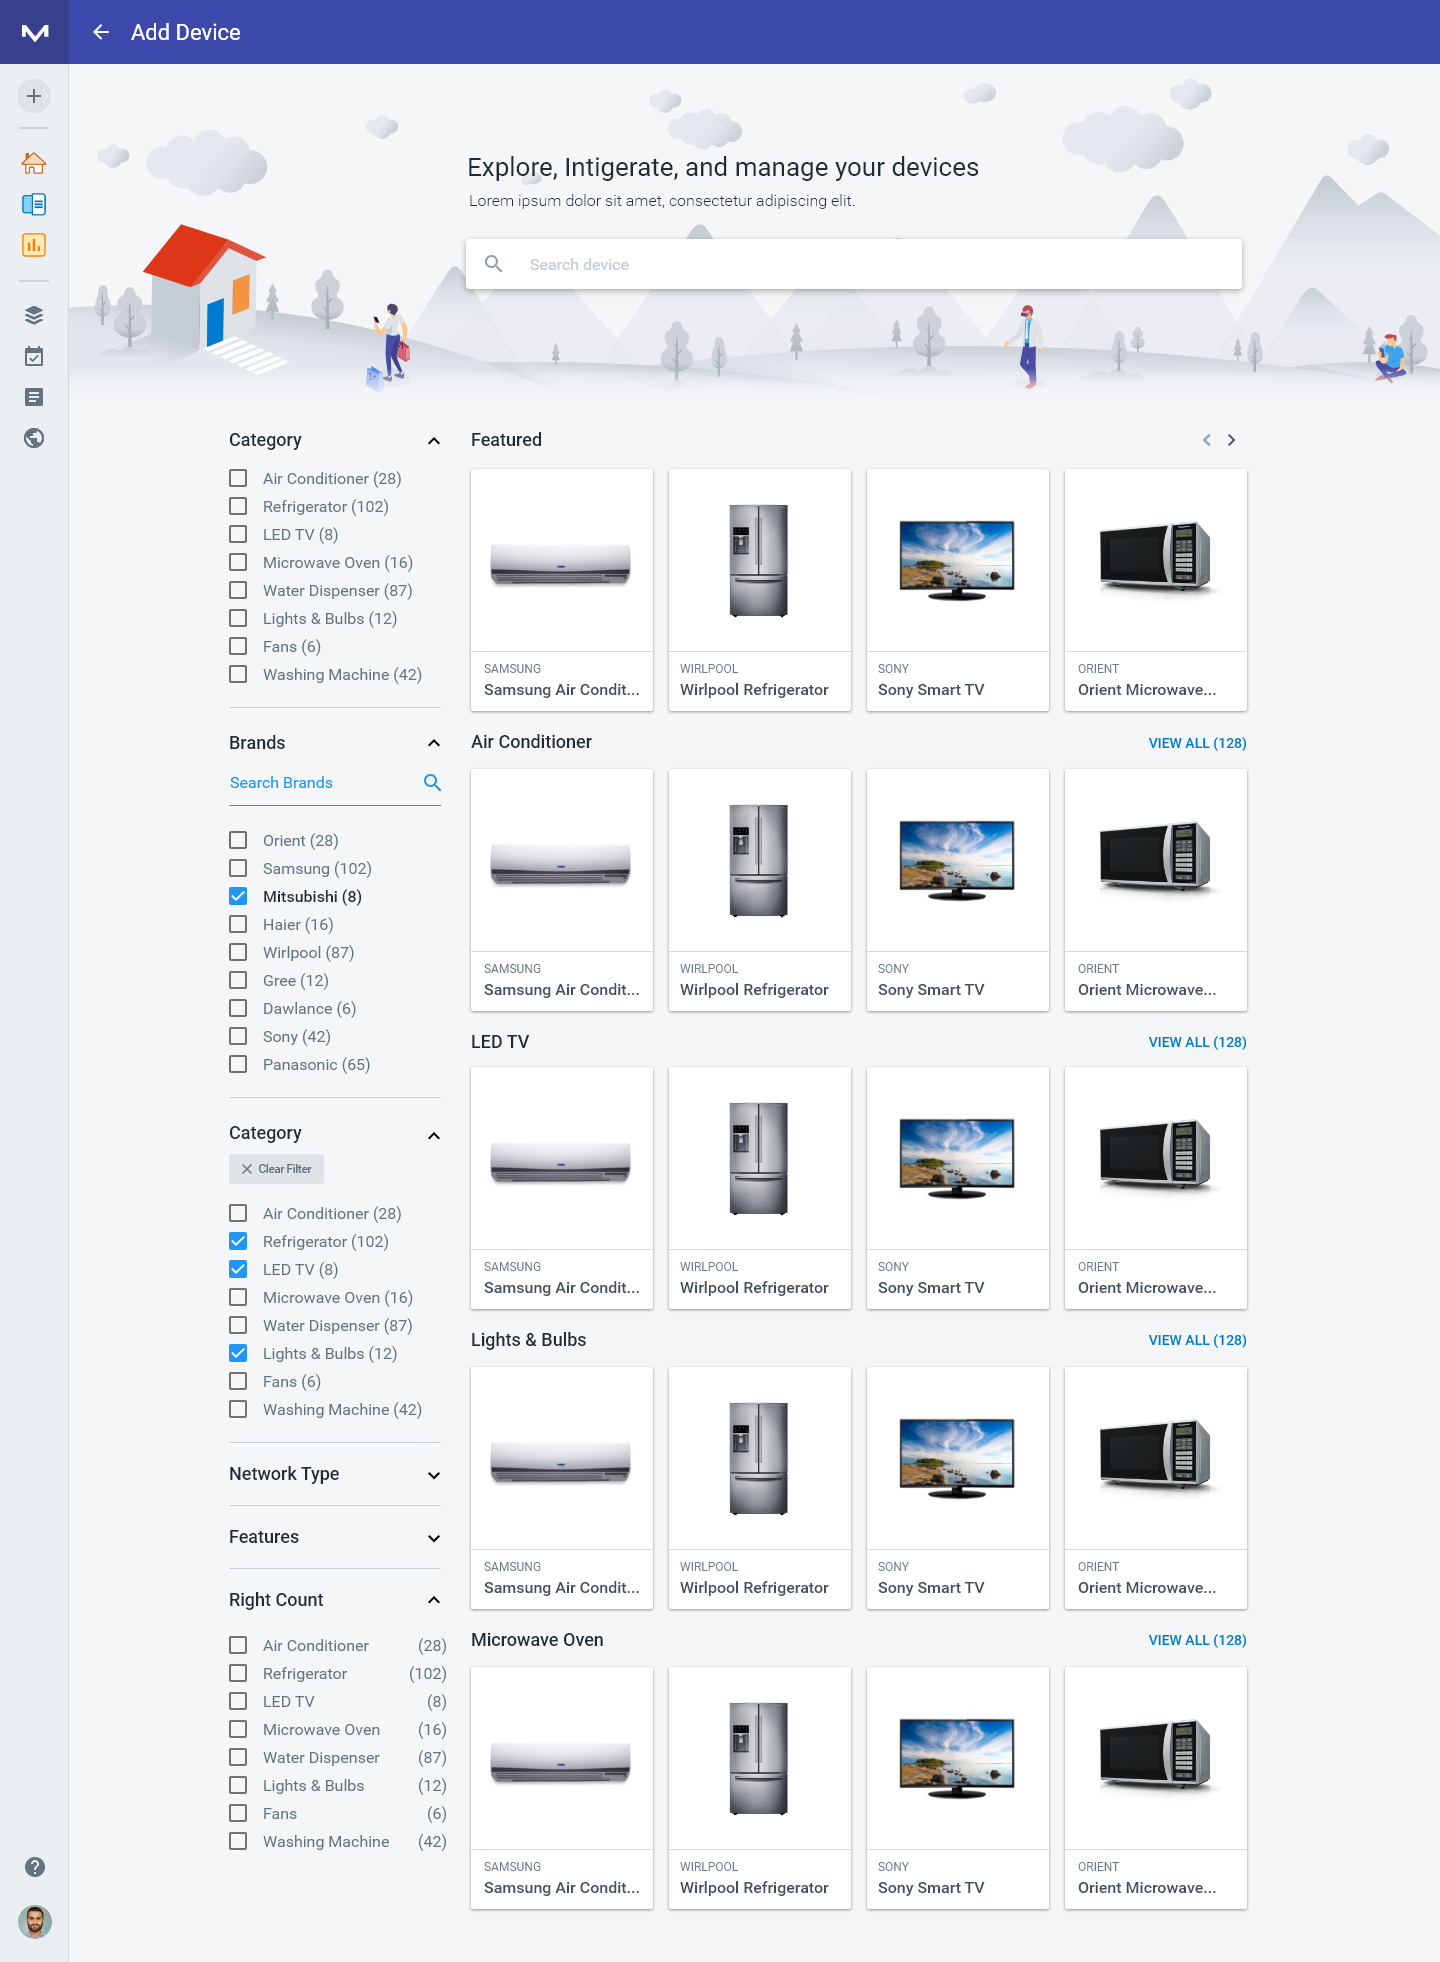 Add Device
Explore, Intigerate, and manage your devices
Lorem ipsum dolor sit amet, consectetur adipiscing elit.
Search device
Category
Air Conditioner (28)
Refrigerator (102)
LED TV (8)
Microwave Oven (16)
Water Dispenser (87)
Lights & Bulbs (12)
Fans (6)
Washing Machine (42)
Brands
Search Brands
Orient (28)
Samsung (102)
Mitsubishi (8)
Haier (16)
Wirlpool (87)
Gree (12)
Dawlance (6)
Sony (42)
Panasonic (65)
Category
Clear Filter
Air Conditioner (28)
Refrigerator (102)
LED TV (8)
Microwave Oven (16)
Water Dispenser (87)
Lights & Bulbs (12)
Fans (6)
Washing Machine (42)
Network Type
Features
Right Count
Air Conditioner (28)
Refrigerator (102)
LED TV (8)
Microwave Oven (16)
Water Dispenser (87)
Lights & Bulbs (12)
Fans (6)
Washing Machine (42)
Featured
SAMSUNG
Samsung Air Condit...
WIRLPOOL
Wirlpool Refrigerator
SONY
Sony Smart TV
ORIENT
Orient Microwave...
Air Conditioner
VIEW ALL (128)
SAMSUNG
Samsung Air Condit...
WIRLPOOL
Wirlpool Refrigerator
SONY
Sony Smart TV
ORIENT
Orient Microwave...
LED TV
VIEW ALL (128)
SAMSUNG
Samsung Air Condit...
WIRLPOOL
Wirlpool Refrigerator
SONY
Sony Smart TV
ORIENT
Orient Microwave...
Lights & Bulbs
VIEW ALL (128)
SAMSUNG
Samsung Air Condit...
WIRLPOOL
Wirlpool Refrigerator
SONY
Sony Smart TV
ORIENT
Orient Microwave...
Microwave Oven
VIEW ALL (128)
SAMSUNG
Samsung Air Condit...
WIRLPOOL
Wirlpool Refrigerator
SONY
Sony Smart TV
ORIENT
Orient Microwave...